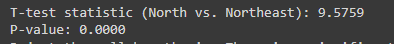 T-test statistic (North vs. Northeast): 9.5759
P-value: 0.0000